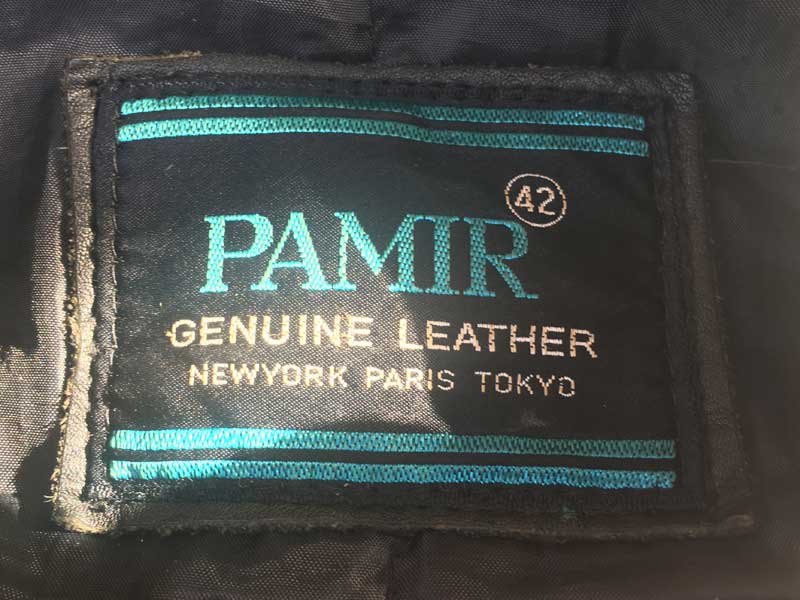 42
PAMIR
GENUINE LEATHER
NEWYORK PARIS TOKYO